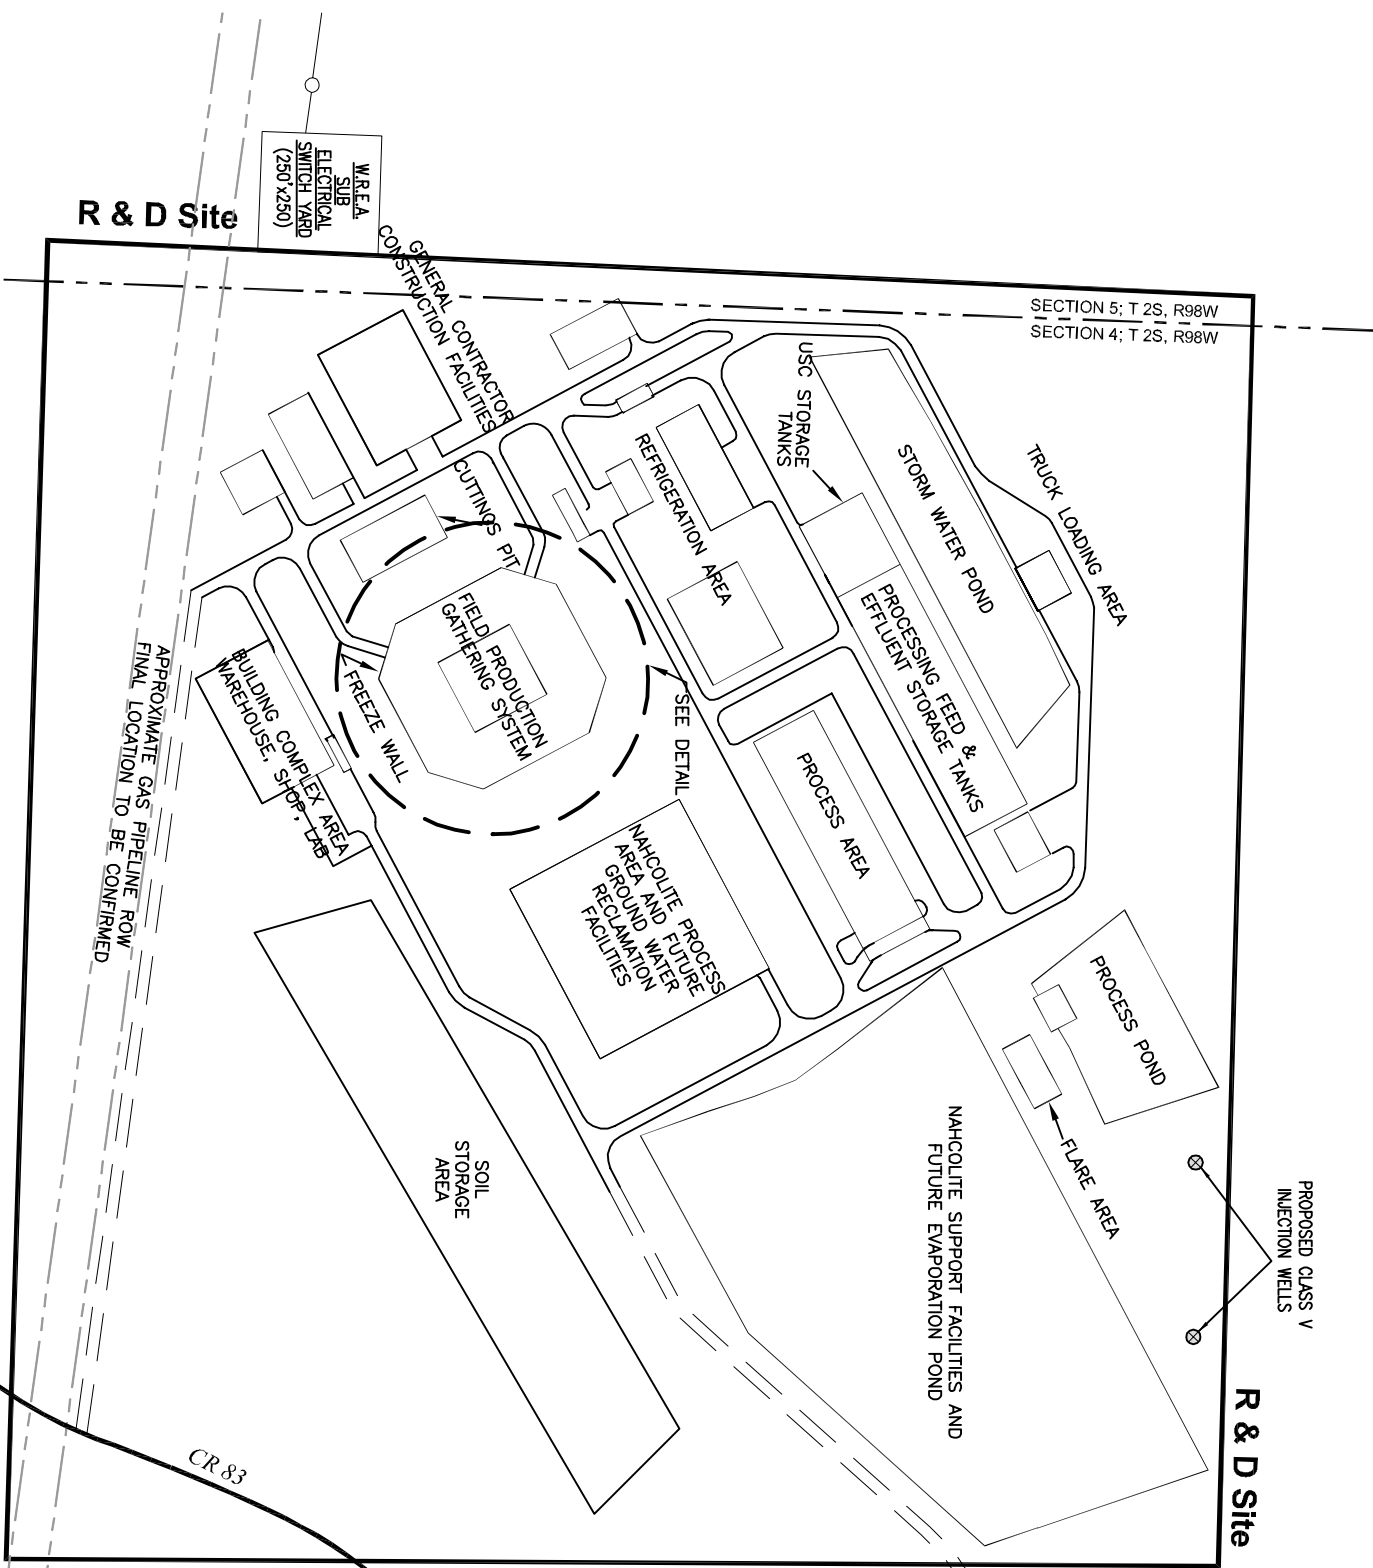 W.R.E.A.
SUB
ELECTRICAL
SWITCH YARD
(250'x250)
R & D Site
GENERAL CONTRACTOR
CONSTRUCTION FACILITIES
SECTION 5; T 2S, R98W
SECTION 4; T 2S, R98W
USC STORAGE
TANKS
TRUCK LOADING AREA
STORM WATER POND
REFRIGERATION AREA
CUTTINGS PIT
PROCESSING FEED &
EFFLUENT STORAGE TANKS
FIELD PRODUCTION
GATHERING SYSTEM
FREEZE WALL
SEE DETAIL
BUILDING COMPLEX AREA
WAREHOUSE, SHOP, LAB
APPROXIMATE GAS PIPELINE ROW
FINAL LOCATION TO BE CONFIRMED
PROCESS AREA
NAHCOLITE PROCESS
AREA AND FUTURE
GROUND WATER
RECLAMATION
FACILITIES
PROCESS POND
FLARE AREA
NAHCOLITE SUPPORT FACILITIES AND
FUTURE EVAPORATION POND
SOIL
STORAGE
AREA
PROPOSED CLASS V
INJECTION WELLS
R & D Site
CR 83